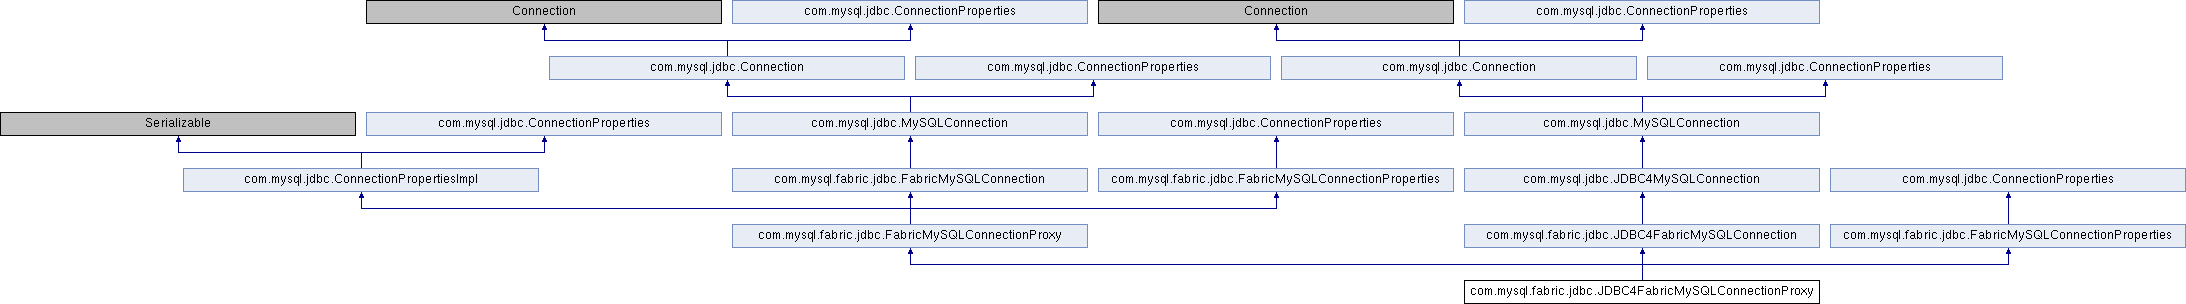 Connection
com.mysql.jdbc.ConnectionProperties
Connection
com.mysql.jdbc.ConnectionProperties
com.mysql.jdbc.Connection
com.mysql.jdbc.ConnectionProperties
com.mysql.jdbc.Connection
com.mysql.jdbc.ConnectionProperties
Serializable
com.mysql.jdbc.ConnectionProperties
com.mysql.jdbc.MySQLConnection
com.mysql.jdbc.ConnectionProperties
com.mysql.jdbc.MySQLConnection
com.mysql.jdbc.ConnectionPropertiesImpl
com.mysql.fabric.jdbc.FabricMySQLConnection
com.mysql.fabric.jdbc.FabricMySQLConnectionProperties
com.mysql.jdbc.JDBC4MySQLConnection
com.mysql.jdbc.ConnectionProperties
com.mysql.fabric.jdbc.FabricMySQLConnectionProxy
com.mysql.fabric.jdbc.JDBC4FabricMySQLConnection
com.mysql.fabric.jdbc.FabricMySQLConnectionProperties
com.mysql.fabric.jdbc.JDBC4FabricMySQLConnectionProxy